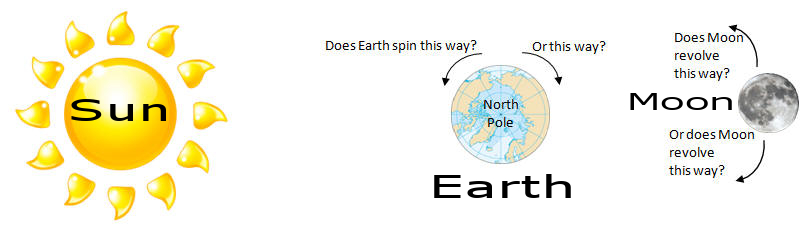 Sun
Does Earth spin this way?
Or this way?
North
Pole
Earth
Does Moon
revolve
this way?
Moon
Or does Moon
revolve
this way?